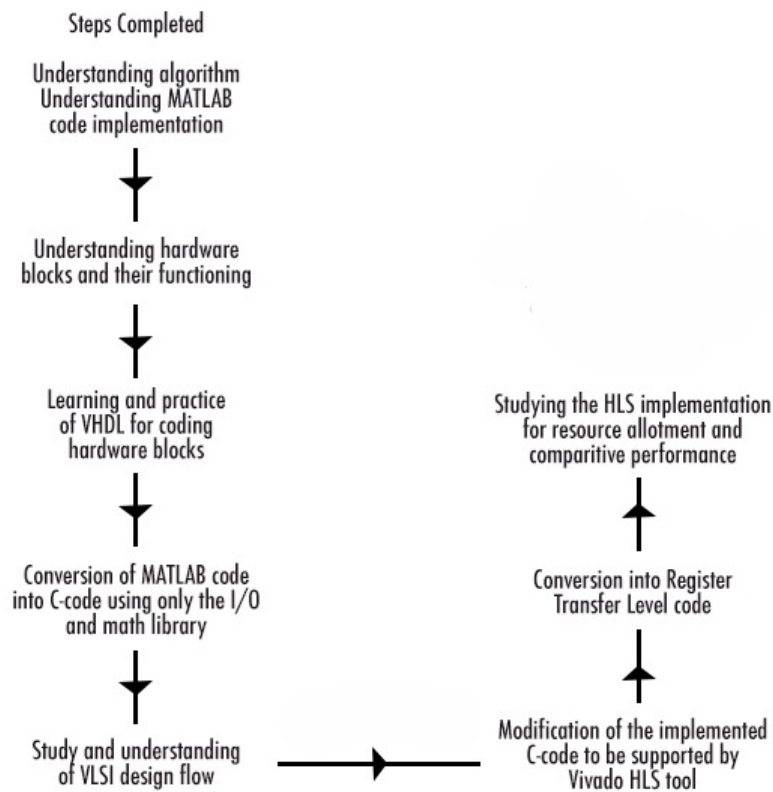 Steps Completed
Understanding algorithm
Understanding MATLAB
code implementation
Understanding hardware
blocks and their functioning
Learning and practice
of VHDL for coding
hardware blocks
Conversion of MATLAB code
into C-code using only the I/O
and math library
Study and understanding
of VLSI design flow
Modification of the implemented
C-code to be supported by
Vivado HLS tool
Conversion into Register
Transfer Level code
Studying the HLS implementation
for resource allotment and
comparitive performance